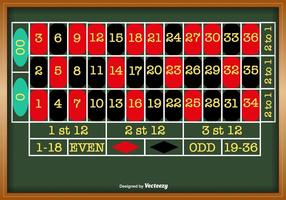 00 3 6 9 12 15 18 21 24 27 30 33 36 2 to 1
2 5 8 11 14 17 20 23 26 29 32 35 2 to 1
0 1 4 7 10 13 16 19 22 25 28 31 34 2 to 1
1 st 12 2 st 12 3 st 12
1-18 EVEN ODD 19-36
Designed by Vecteezy